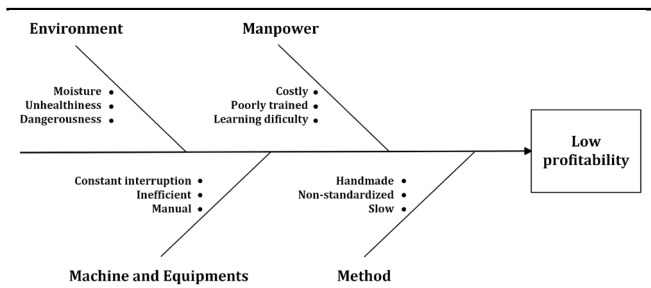 Environment
Manpower
Moisture •
Unhealthiness •
Dangerousness •
Costly •
Poorly trained •
Learning dificulty •
Low
profitability
Constant interruption •
Inefficient •
Manual •
Handmade •
Non-standardized •
Slow •
Machine and Equipments
Method